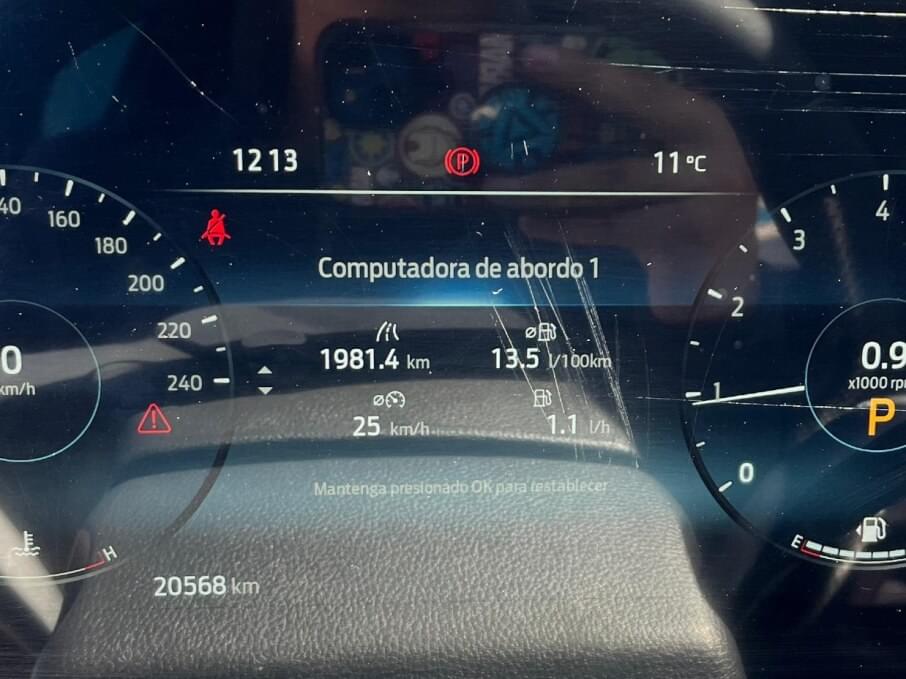 12 13
11 °C
40
160
180
200
220
240
4
3
2
1
0
Computadora de abordo 1
1981.4 km
13.5 l/100km
25 km/h
1.1 l/h
0
km/h
0.9
x1000 rpm
P
Mantenga presionado OK para restablecer
H
E
20568 km